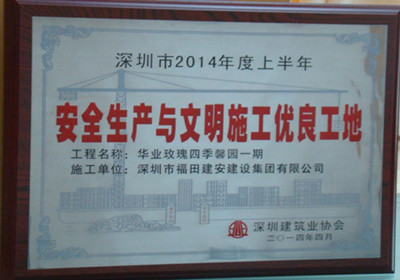 深圳市2014年度上半年
安全生产与文明施工优良工地
工程名称：华业玫瑰四季馨园一期
施工单位：深圳市福田建安建设集团有限公司
深圳建筑业协会
二〇一四年四月